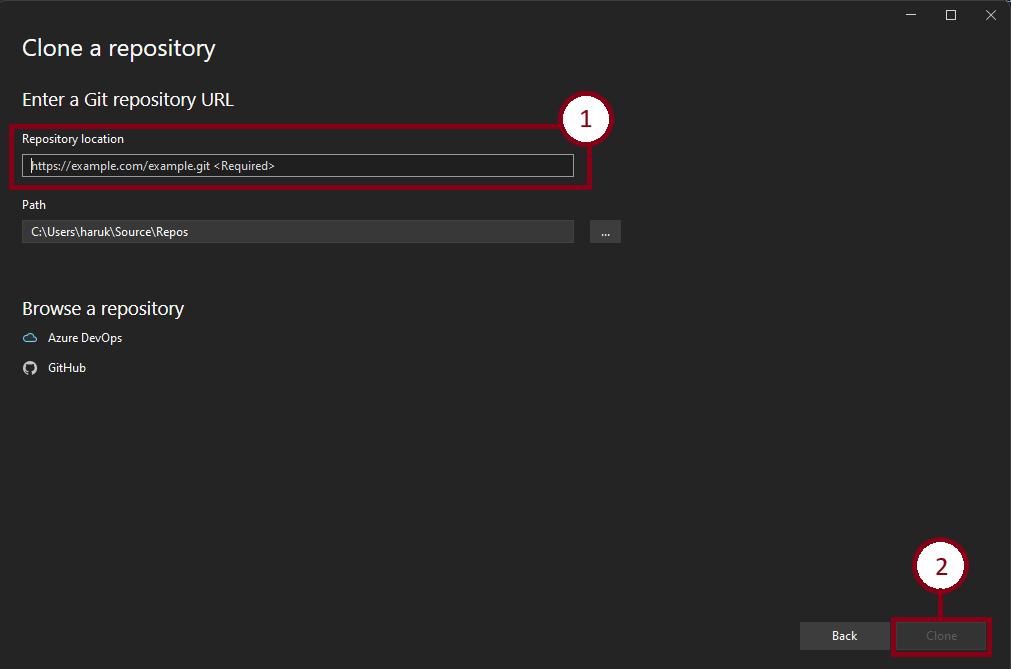 Clone a repository
Enter a Git repository URL
1
Repository location
https://example.com/example.git <Required>
Path
C:\Users\haruk\Source\Repos
...
Browse a repository
Azure DevOps
GitHub
2
Back
Clone